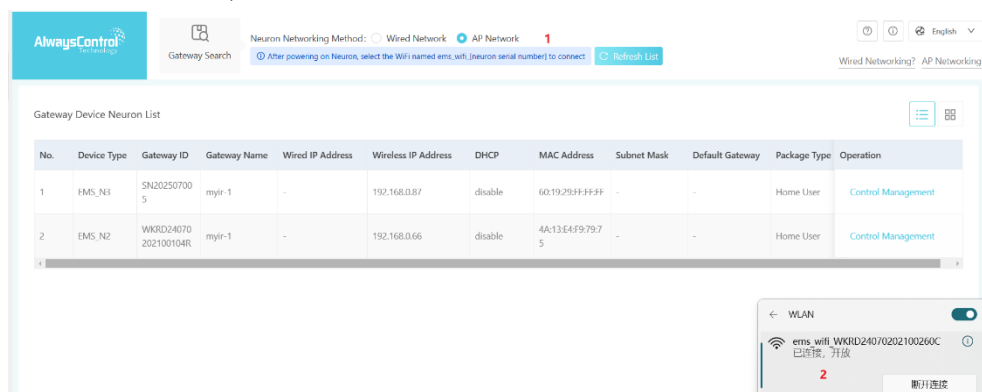 AlwaysControl
Technology
Gateway Search
Neuron Networking Method: Wired Network AP Network 1
After powering on Neuron, select the WiFi named ems_wifi_[neuron serial number] to connect
Refresh List
English
Wired Networking? AP Networking
Gateway Device Neuron List
No. Device Type Gateway ID Gateway Name Wired IP Address Wireless IP Address DHCP MAC Address Subnet Mask Default Gateway Package Type Operation
1 EMS_N3 SN20250700 myir-1 - 192.168.0.87 disable 60:19:29:FF:FF:FF - - Home User Control Management
5
2 EMS_N2 WKRD24070 myir-1 - 192.168.0.66 disable 4A:13:E4:F9:79:7 - - Home User Control Management
202100104R 5
WLAN
ems_wifi_WKRD24070202100260C
已连接，开放
2
断开连接